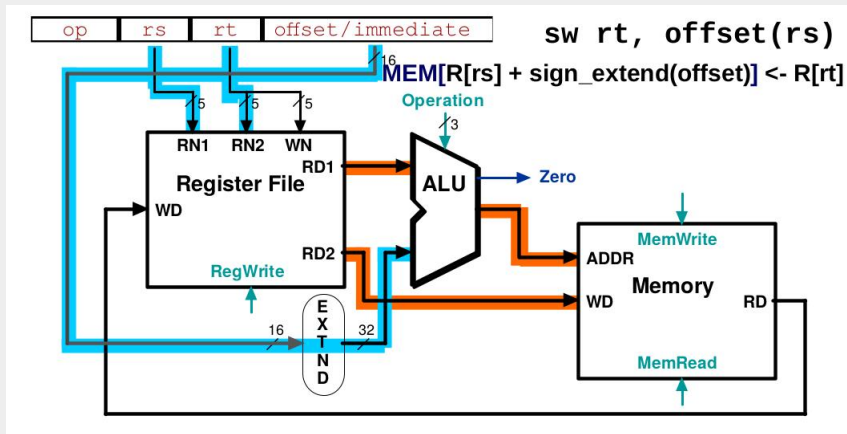 op rs rt offset/immediate
sw rt, offset(rs)
16
MEM[R[rs] + sign_extend(offset)] <- R[rt]
5 5 5
Operation
3
RN1 RN2 WN
RD1
Register File
ALU
Zero
WD
RD2
RegWrite
MemWrite
ADDR
Memory
WD
RD
MemRead
16
EXTND
32